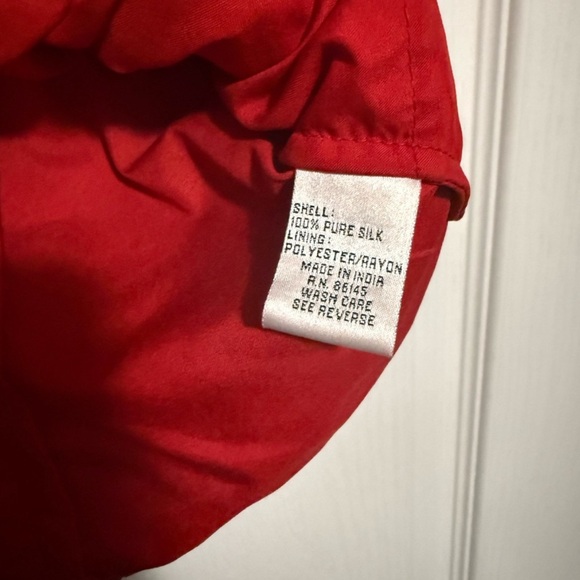 SHELL:
100% PURE SILK
LINING:
POLYESTER/RAYON
MADE IN INDIA
R.N. 86145
WASH CARE
SEE REVERSE